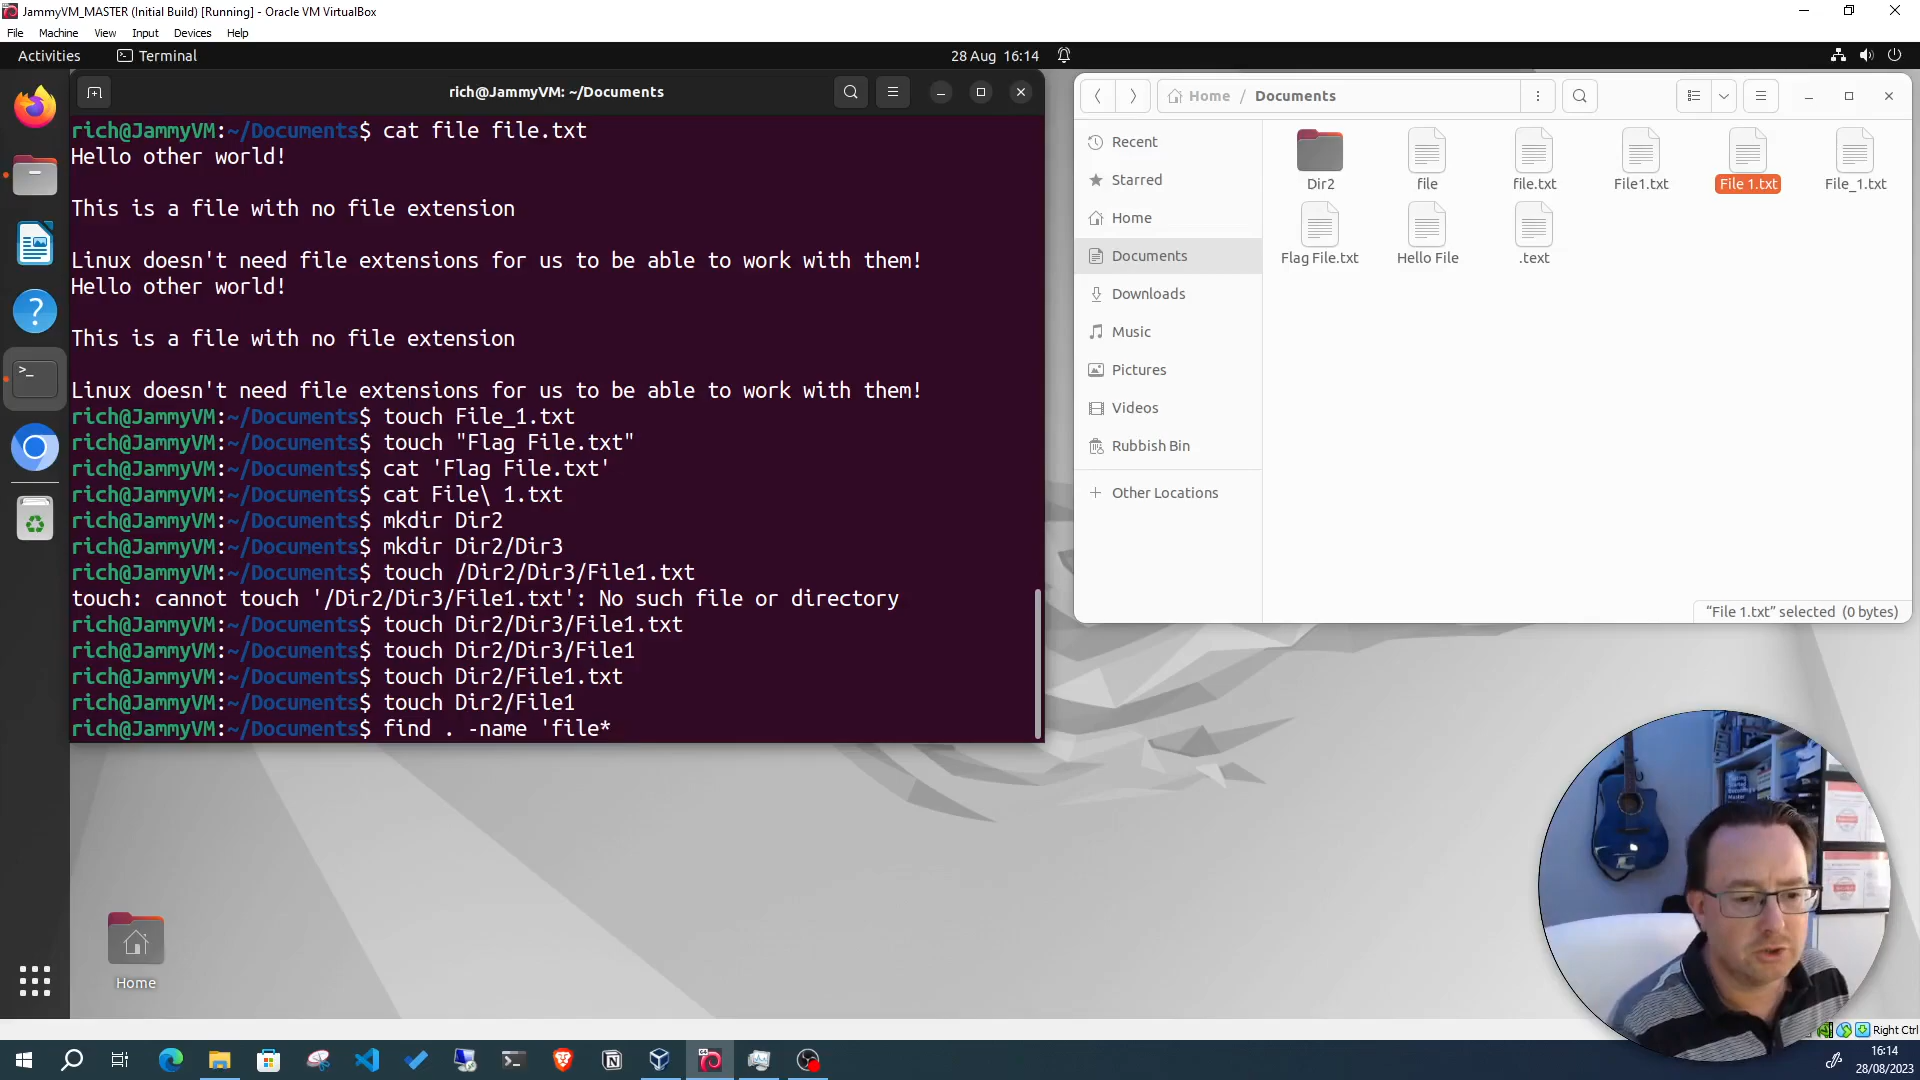 JammyVM_MASTER (Initial Build) [Running] - Oracle VM VirtualBox
File Machine View Input Devices Help
Activities Terminal 28 Aug 16:14
rich@JammyVM: ~/Documents
rich@JammyVM:~/Documents$ cat file file.txt
Hello other world!
This is a file with no file extension
Linux doesn't need file extensions for us to be able to work with them!
Hello other world!
This is a file with no file extension
Linux doesn't need file extensions for us to be able to work with them!
rich@JammyVM:~/Documents$ touch File_1.txt
rich@JammyVM:~/Documents$ touch "Flag File.txt"
rich@JammyVM:~/Documents$ cat 'Flag File.txt'
rich@JammyVM:~/Documents$ cat File\ 1.txt
rich@JammyVM:~/Documents$ mkdir Dir2
rich@JammyVM:~/Documents$ mkdir Dir2/Dir3
rich@JammyVM:~/Documents$ touch /Dir2/Dir3/File1.txt
touch: cannot touch '/Dir2/Dir3/File1.txt': No such file or directory
rich@JammyVM:~/Documents$ touch Dir2/Dir3/File1.txt
rich@JammyVM:~/Documents$ touch Dir2/Dir3/File1
rich@JammyVM:~/Documents$ touch Dir2/File1.txt
rich@JammyVM:~/Documents$ touch Dir2/File1
rich@JammyVM:~/Documents$ find . -name 'file*
Home / Documents
Recent
Starred
Home
Documents
Downloads
Music
Pictures
Videos
Rubbish Bin
+ Other Locations
Dir2 file file.txt File1.txt File 1.txt File_1.txt
Flag File.txt Hello File .text
“File 1.txt” selected (0 bytes)
Home
Right Ctrl
16:14
28/08/2023